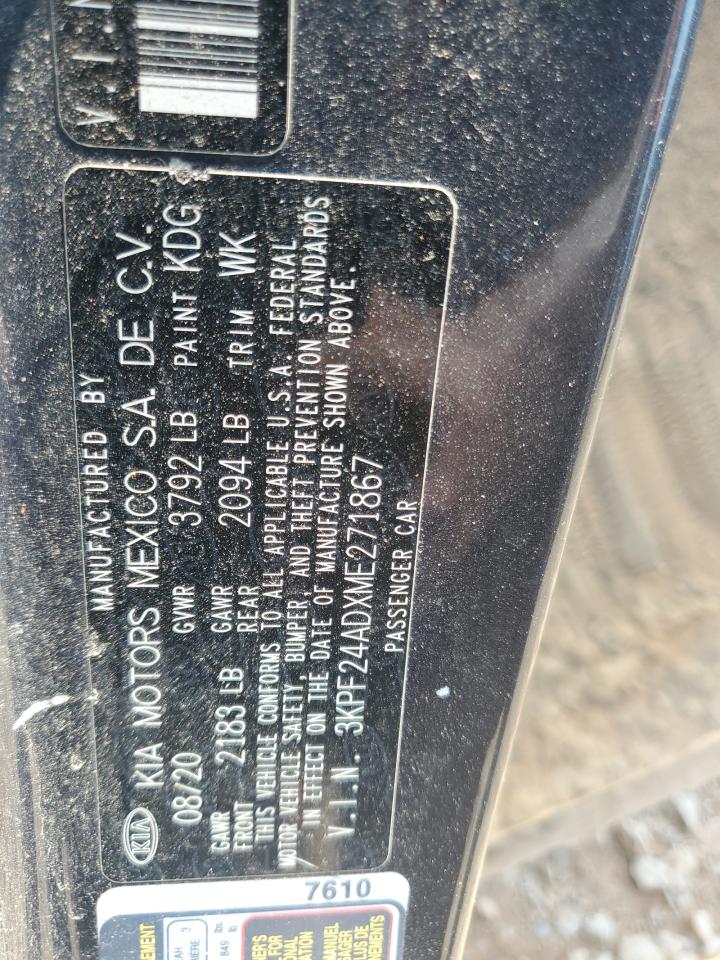 V.I.N
MANUFACTURED BY
KIA KIA MOTORS MEXICO S.A. DE C.V.
08/20 GVWR 3792 LB PAINT KDG
GAWR FRONT 2183 LB GAWR REAR 2094 LB TRIM WK
THIS VEHICLE CONFORMS TO ALL APPLICABLE U.S.A. FEDERAL
MOTOR VEHICLE SAFETY, BUMPER, AND THEFT PREVENTION STANDARDS
IN EFFECT ON THE DATE OF MANUFACTURE SHOWN ABOVE.
V.I.N. 3KPF24ADXME271867
PASSENGER CAR
7610
849 lbs